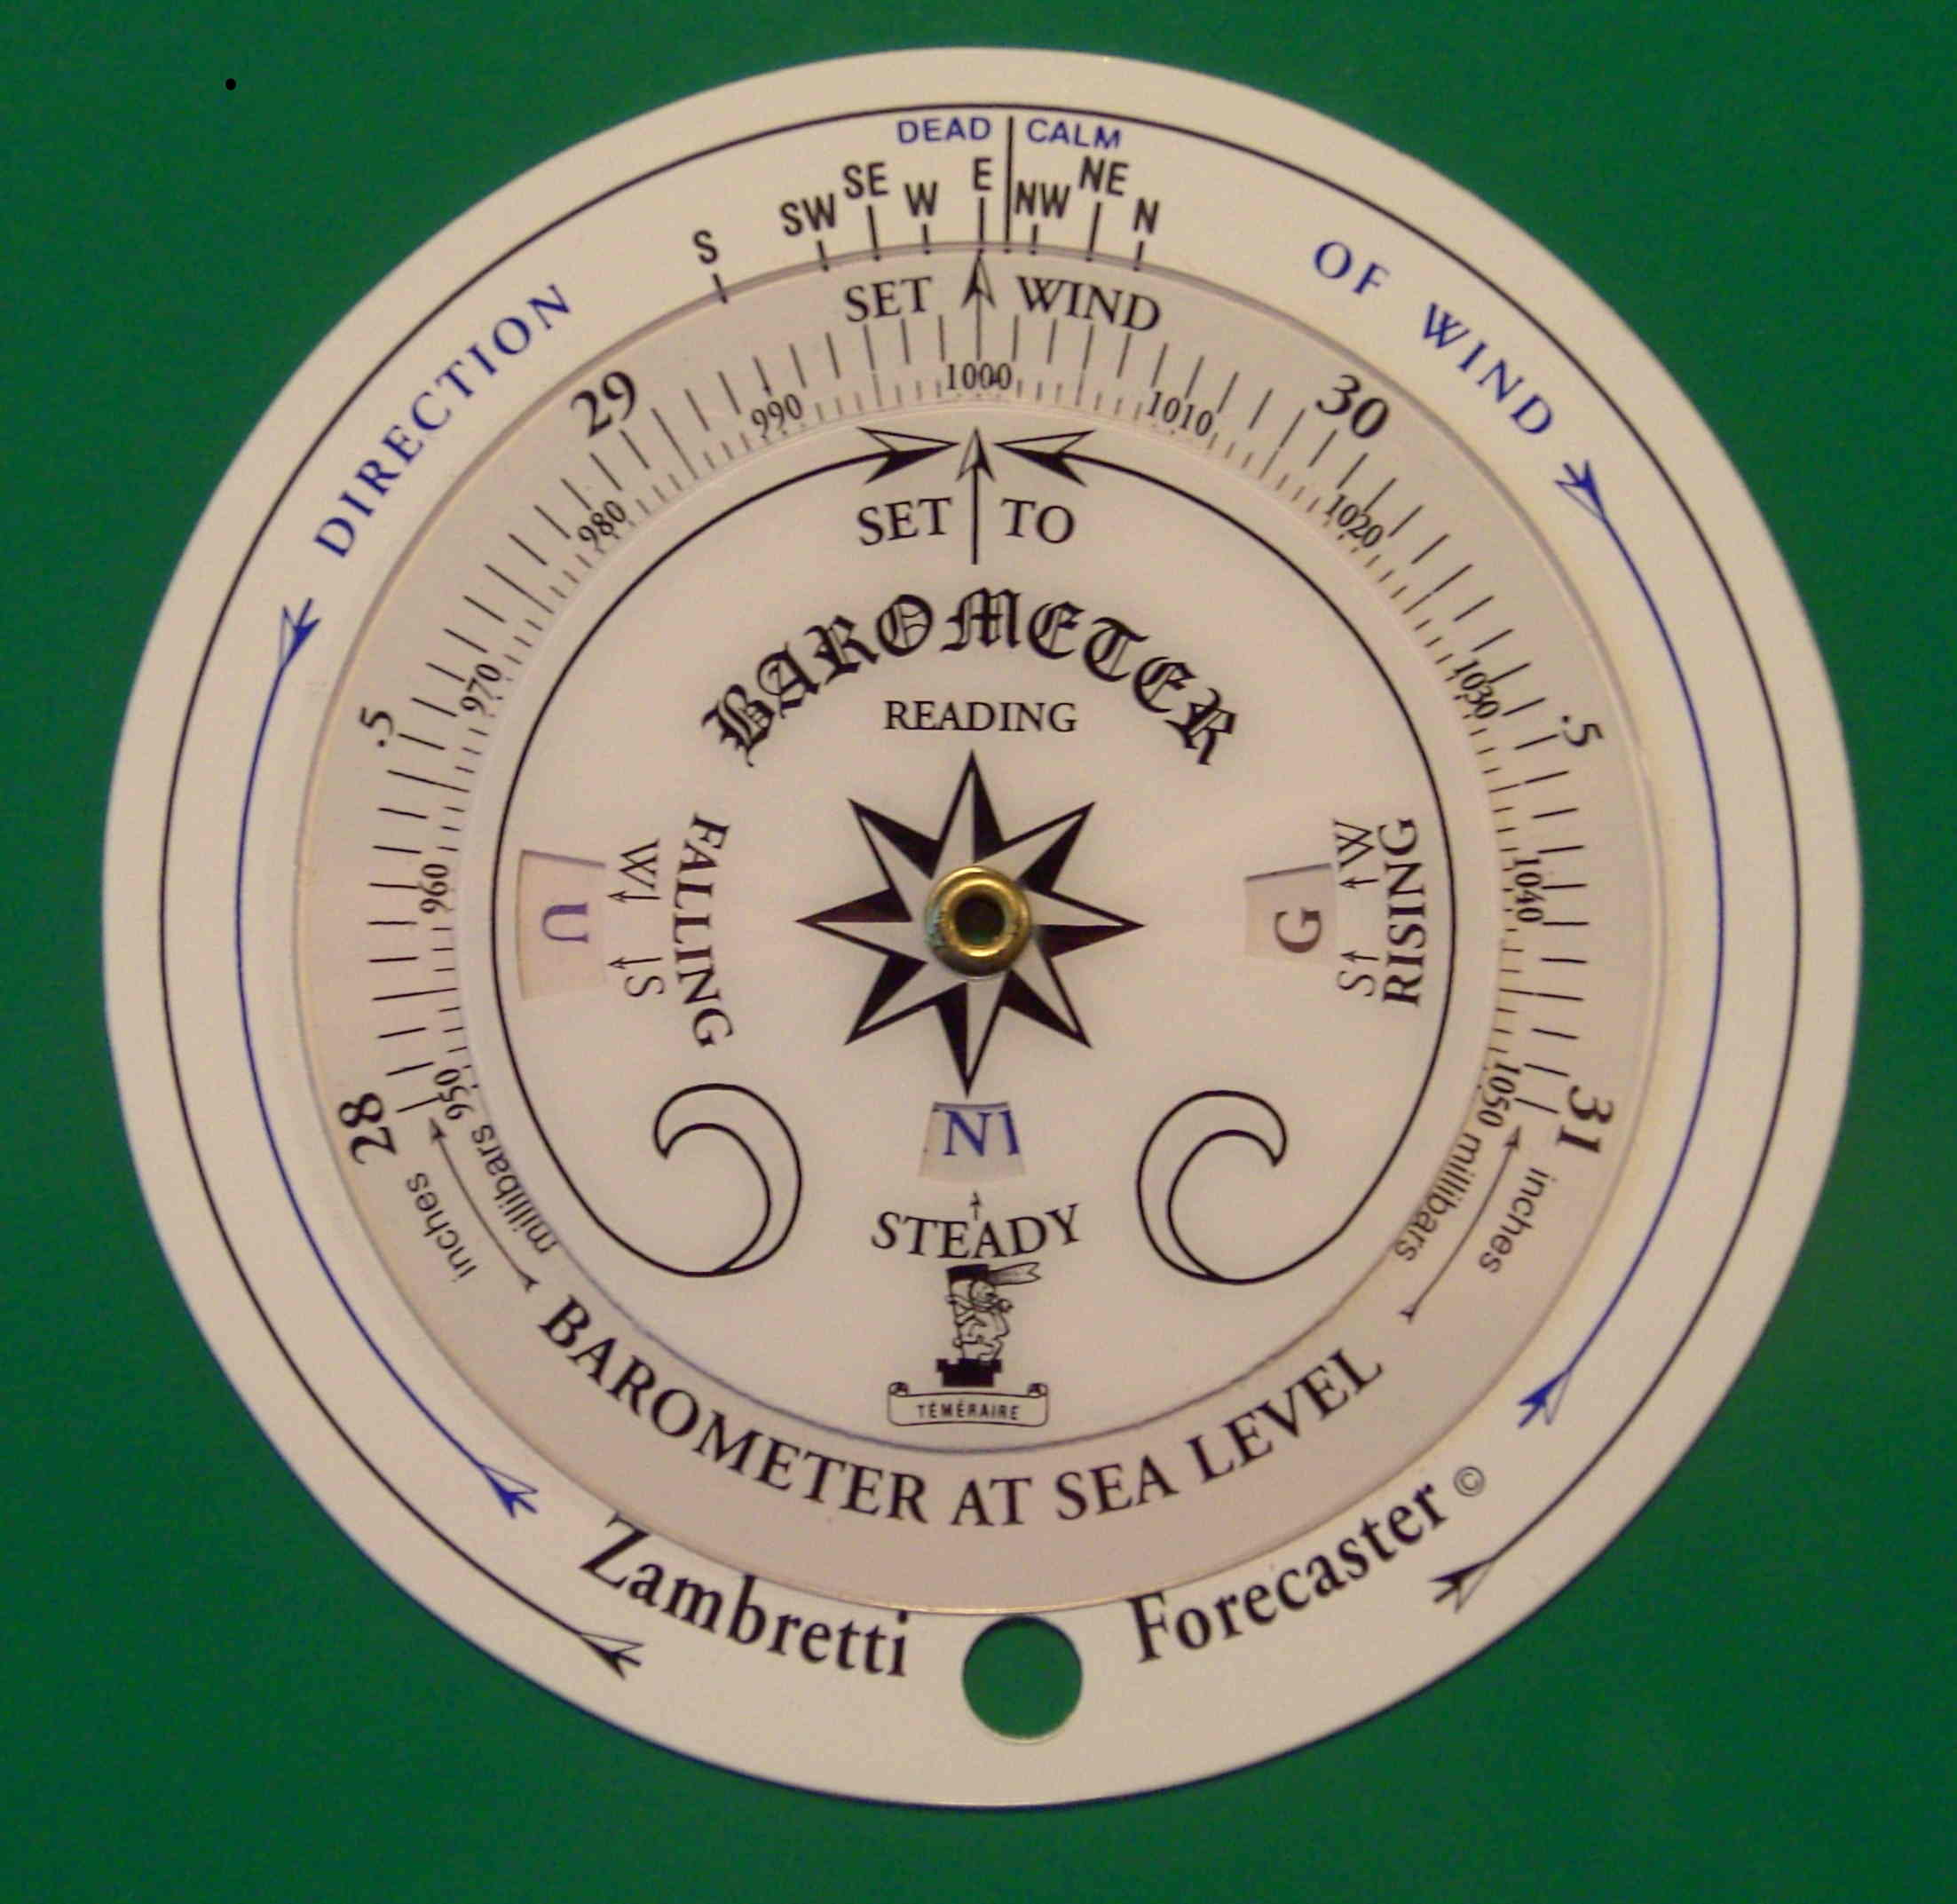 DEAD CALM
S SW SE W E NW NE N
DIRECTION OF WIND
SET WIND
28 .5 29 30 .5 31
950 960 970 980 990 1000 1010 1020 1030 1040 1050
inches millibars
millibars inches
SET TO
BAROMETER
READING
FALLING
W S
U
RISING
W S
G
STEADY
TÉMÉRAIRE
BAROMETER AT SEA LEVEL
Zambretti Forecaster ©